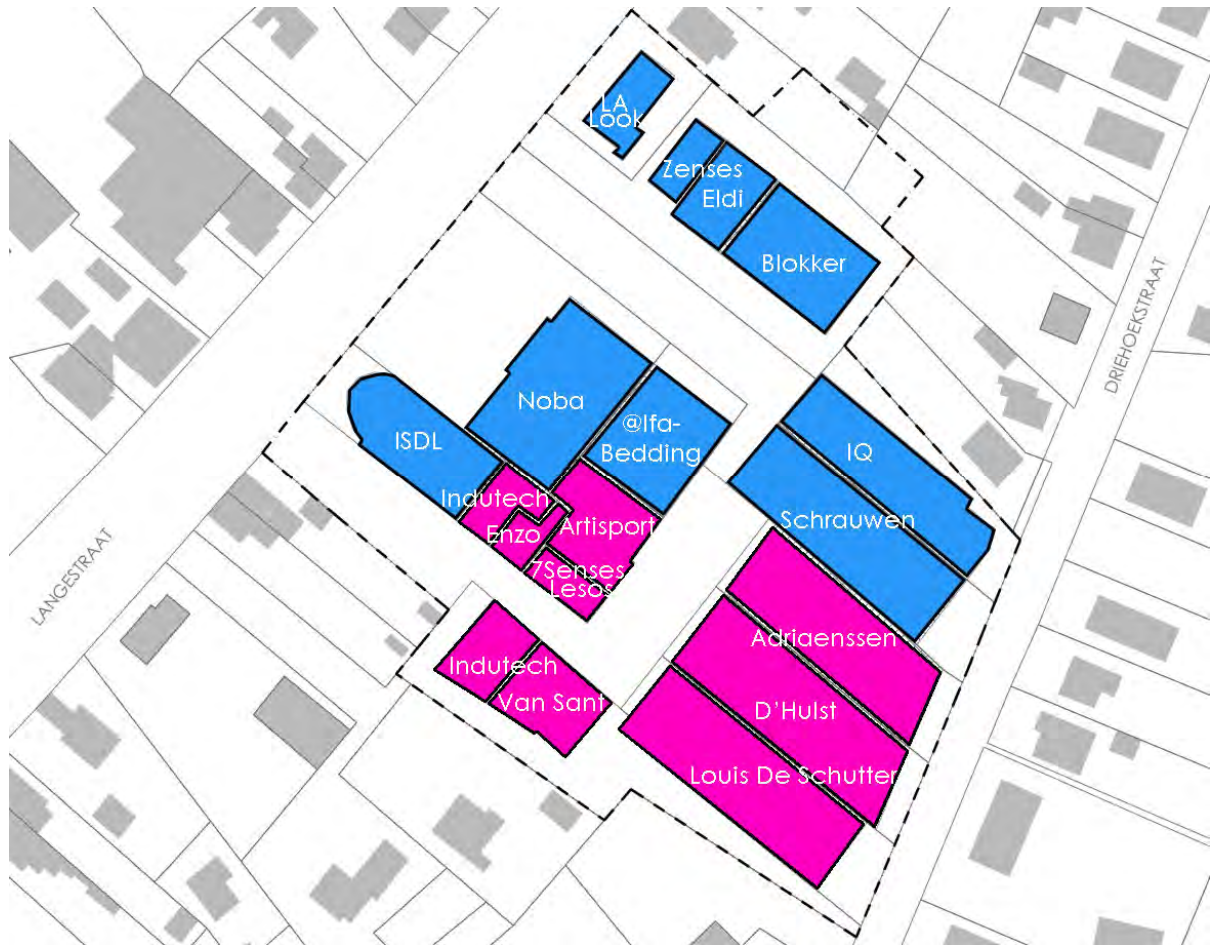 LA
Look
Zenses
Eldi
Blokker
DRIEHOEKSTRAAT
Noba
@Ifa-
Bedding
ISDL
IQ
Indutech
Schrauwen
Enzo
Artisport
7Senses
Lesos
LANGESTRAAT
Adriaenssen
Indutech
Van Sant
D'Hulst
Louis De Schutter